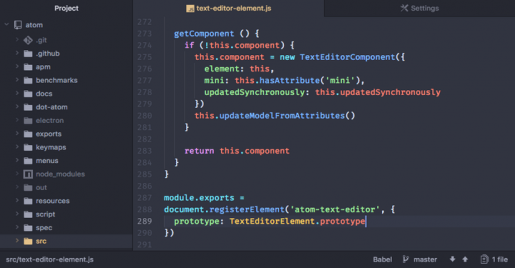 Project
text-editor-element.js
Settings
atom
.git
.github
apm
benchmarks
docs
dot-atom
electron
exports
keymaps
menus
node_modules
out
resources
script
spec
src
272
273 getComponent () {
274 if (!this.component) {
275 this.component = new TextEditorComponent({
276 element: this,
277 mini: this.hasAttribute('mini'),
278 updatedSynchronously: this.updatedSynchronously
279 })
280 this.updateModelFromAttributes()
281 }
282
283 return this.component
284 }
285 }
286
287 module.exports =
288 document.registerElement('atom-text-editor', {
289 prototype: TextEditorElement.prototype
290 })
291
src/text-editor-element.js
Babel
master
1 file